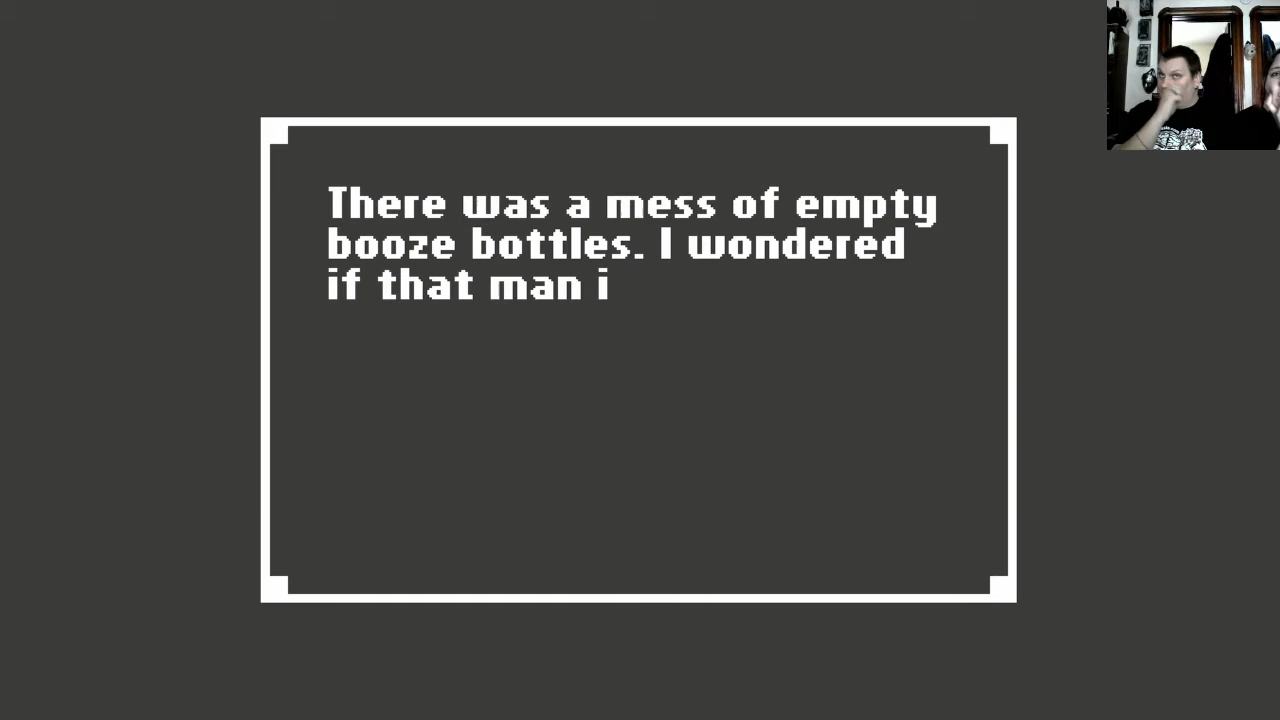 There was a mess of empty
booze bottles. I wondered
if that man i